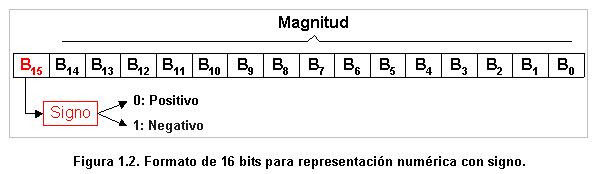 Magnitud
B15 B14 B13 B12 B11 B10 B9 B8 B7 B6 B5 B4 B3 B2 B1 B0
0: Positivo
Signo
1: Negativo
Figura 1.2. Formato de 16 bits para representación numérica con signo.